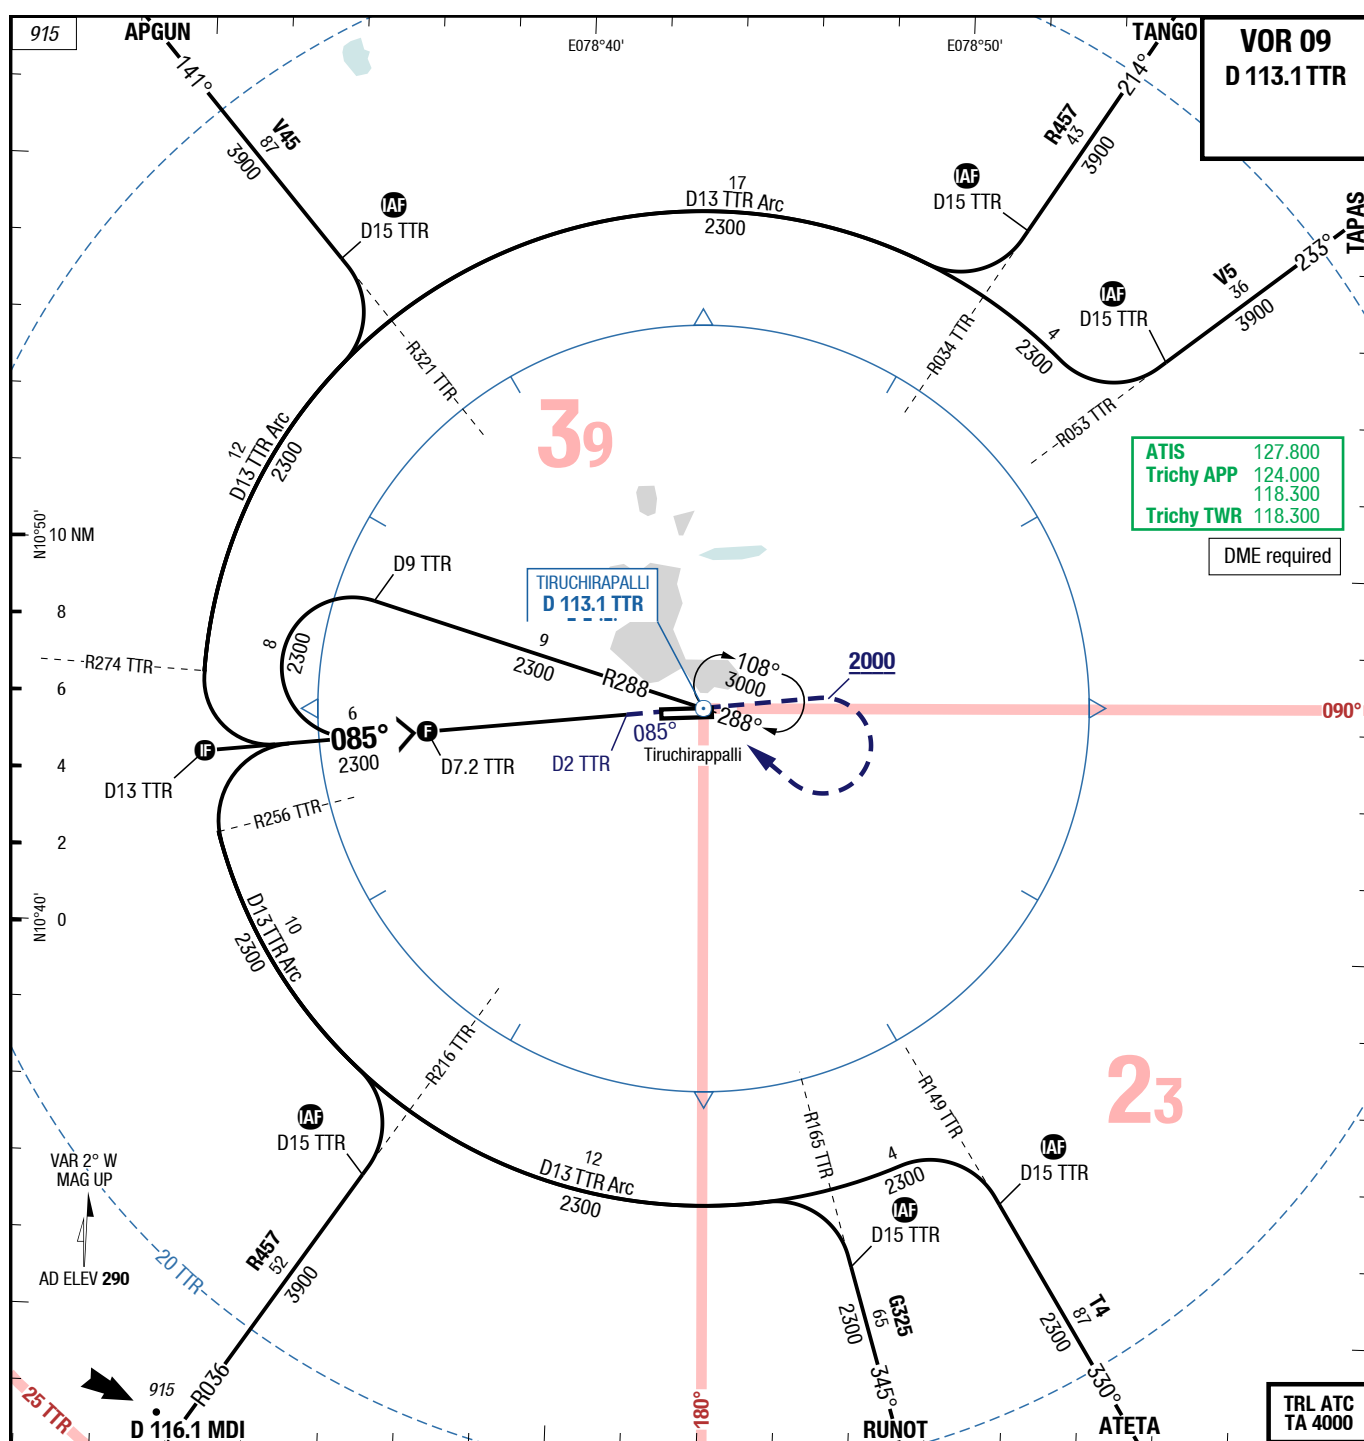 915
APGUN
E078°40'
E078°50'
TANGO
VOR 09
D 113.1 TTR
141°
V45
87
3900
IAF
D15 TTR
17
D13 TTR Arc
2300
IAF
D15 TTR
214°
R457
43
3900
TAPAS
233°
V5
36
3900
IAF
D15 TTR
4
2300
R321 TTR
R034 TTR
R053 TTR
39
12
D13 TTR Arc
2300
ATIS 127.800
Trichy APP 124.000
118.300
Trichy TWR 118.300
DME required
N10°50'
10 NM
8
6
4
2
0
N10°40'
D9 TTR
TIRUCHIRAPALLI
D 113.1 TTR
9
2300
R288
8
2300
R274 TTR
108°
3000
288°
2000
090°
6
085°
2300
IF
D13 TTR
F
D7.2 TTR
085°
D2 TTR
Tiruchirappalli
R256 TTR
10
D13 TTR Arc
2300
R216 TTR
IAF
D15 TTR
12
D13 TTR Arc
2300
R165 TTR
R149 TTR
23
4
2300
IAF
D15 TTR
IAF
D15 TTR
VAR 2° W
MAG UP
AD ELEV 290
20 TTR
R457
52
3900
R036
915
D 116.1 MDI
25 TTR
180°
G325
65
2300
345°
RUNOT
T4
87
2300
330°
ATETA
TRL ATC
TA 4000